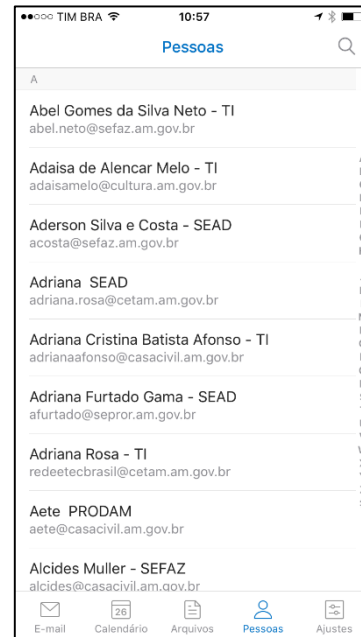 TIM BRA 10:57
Pessoas
A
Abel Gomes da Silva Neto - TI
abel.neto@sefaz.am.gov.br
Adaisa de Alencar Melo - TI
adaisamelo@cultura.am.gov.br
Aderson Silva e Costa - SEAD
acosta@sefaz.am.gov.br
Adriana  SEAD
adriana.rosa@cetam.am.gov.br
Adriana Cristina Batista Afonso - TI
adrianaafonso@casacivil.am.gov.br
Adriana Furtado Gama - SEAD
afurtado@sepror.am.gov.br
Adriana Rosa - TI
redeetecbrasil@cetam.am.gov.br
Aete  PRODAM
aete@casacivil.am.gov.br
Alcides Muller - SEFAZ
alcides@casacivil.am.gov.br
26
E-mail Calendário Arquivos Pessoas Ajustes